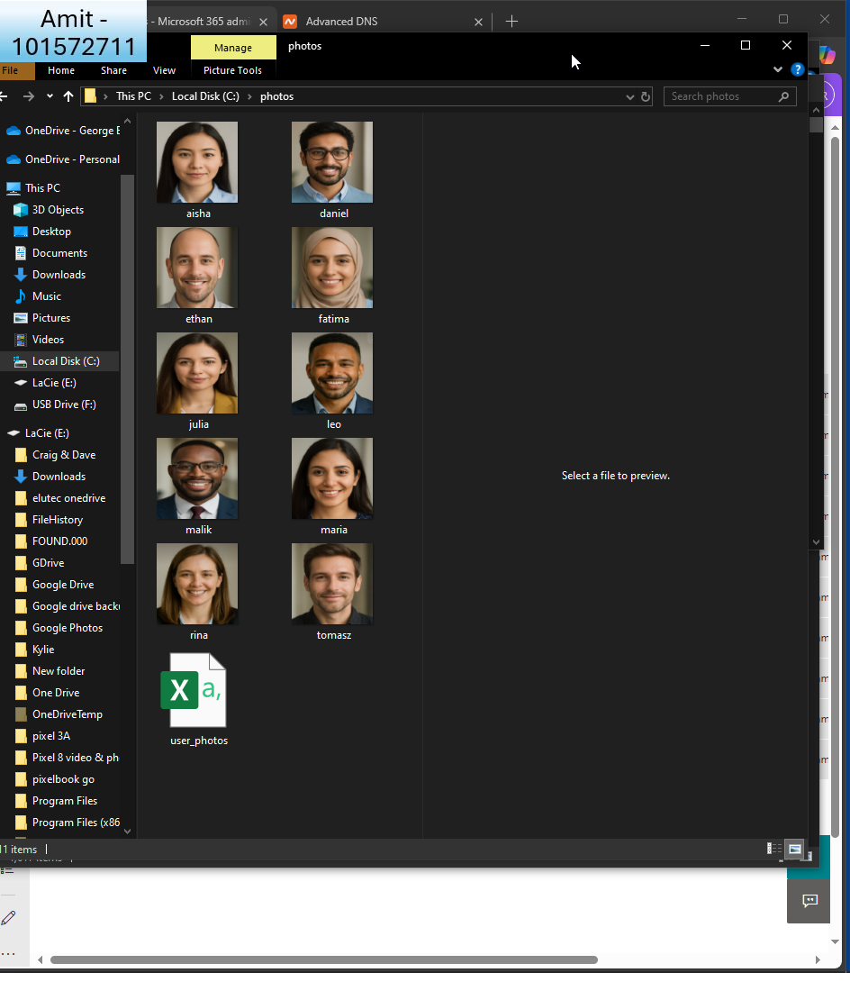 Amit -
101572711
s - Microsoft 365 admi
Advanced DNS
Manage
photos
File
Home
Share
View
Picture Tools
This PC
Local Disk (C:)
photos
Search photos
OneDrive - George B
OneDrive - Personal
This PC
3D Objects
Desktop
Documents
Downloads
Music
Pictures
Videos
Local Disk (C:)
LaCie (E:)
USB Drive (F:)
LaCie (E:)
Craig & Dave
Downloads
elutec onedrive
FileHistory
FOUND.000
GDrive
Google Drive
Google drive backu
Google Photos
Kylie
New folder
One Drive
OneDriveTemp
pixel 3A
Pixel 8 video & ph
pixelbook go
Program Files
Program Files (x86
aisha
daniel
ethan
fatima
julia
leo
malik
maria
rina
tomasz
X a,
user_photos
Select a file to preview.
11 items
R